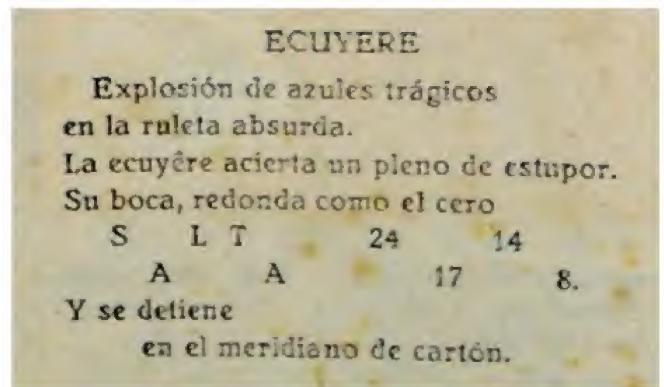 ECUYERE
Explosión de azules trágicos
en la ruleta absurda.
La ecuyêre acierta un pleno de estupor.
Su boca, redonda como el cero
S L T 24 14
A A 17 8.
Y se detiene
en el meridiano de cartón.